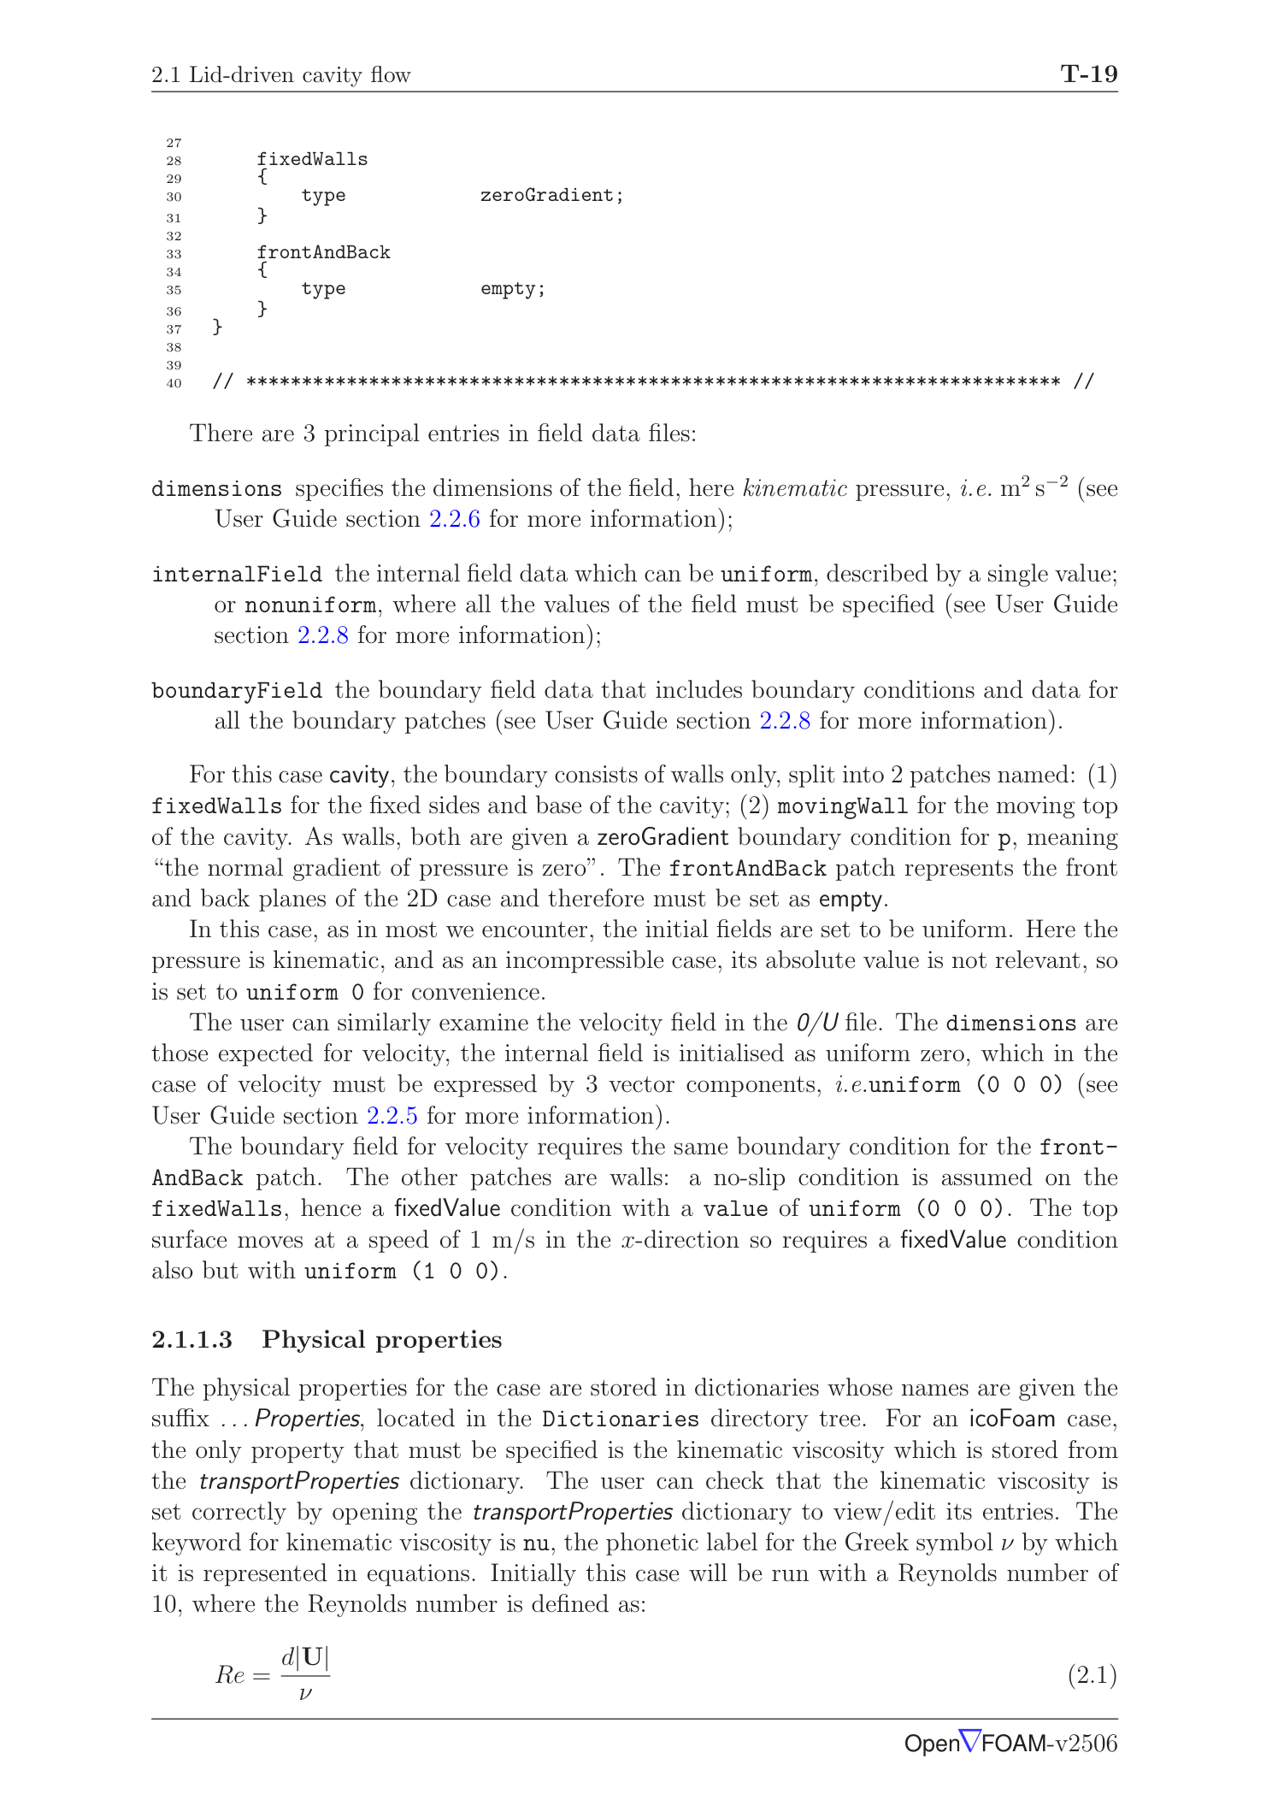 2.1 Lid-driven cavity flow T-19
27
28 fixedWalls
29 {
30 type zeroGradient;
31 }
32
33 frontAndBack
34 {
35 type empty;
36 }
37 }
38
39
40 // ************************************************************************* //
There are 3 principal entries in field data files:
dimensions specifies the dimensions of the field, here kinematic pressure, i.e. m² s⁻² (see
User Guide section 2.2.6 for more information);
internalField the internal field data which can be uniform, described by a single value;
or nonuniform, where all the values of the field must be specified (see User Guide
section 2.2.8 for more information);
boundaryField the boundary field data that includes boundary conditions and data for
all the boundary patches (see User Guide section 2.2.8 for more information).
For this case cavity, the boundary consists of walls only, split into 2 patches named: (1)
fixedWalls for the fixed sides and base of the cavity; (2) movingWall for the moving top
of the cavity. As walls, both are given a zeroGradient boundary condition for p, meaning
“the normal gradient of pressure is zero”. The frontAndBack patch represents the front
and back planes of the 2D case and therefore must be set as empty.
In this case, as in most we encounter, the initial fields are set to be uniform. Here the
pressure is kinematic, and as an incompressible case, its absolute value is not relevant, so
is set to uniform 0 for convenience.
The user can similarly examine the velocity field in the 0/U file. The dimensions are
those expected for velocity, the internal field is initialised as uniform zero, which in the
case of velocity must be expressed by 3 vector components, i.e.uniform (0 0 0) (see
User Guide section 2.2.5 for more information).
The boundary field for velocity requires the same boundary condition for the front-
AndBack patch. The other patches are walls: a no-slip condition is assumed on the
fixedWalls, hence a fixedValue condition with a value of uniform (0 0 0). The top
surface moves at a speed of 1 m/s in the x-direction so requires a fixedValue condition
also but with uniform (1 0 0).
2.1.1.3 Physical properties
The physical properties for the case are stored in dictionaries whose names are given the
suffix ...Properties, located in the Dictionaries directory tree. For an icoFoam case,
the only property that must be specified is the kinematic viscosity which is stored from
the transportProperties dictionary. The user can check that the kinematic viscosity is
set correctly by opening the transportProperties dictionary to view/edit its entries. The
keyword for kinematic viscosity is nu, the phonetic label for the Greek symbol ν by which
it is represented in equations. Initially this case will be run with a Reynolds number of
10, where the Reynolds number is defined as:
Re = d|U| / ν (2.1)
Open∇FOAM-v2506